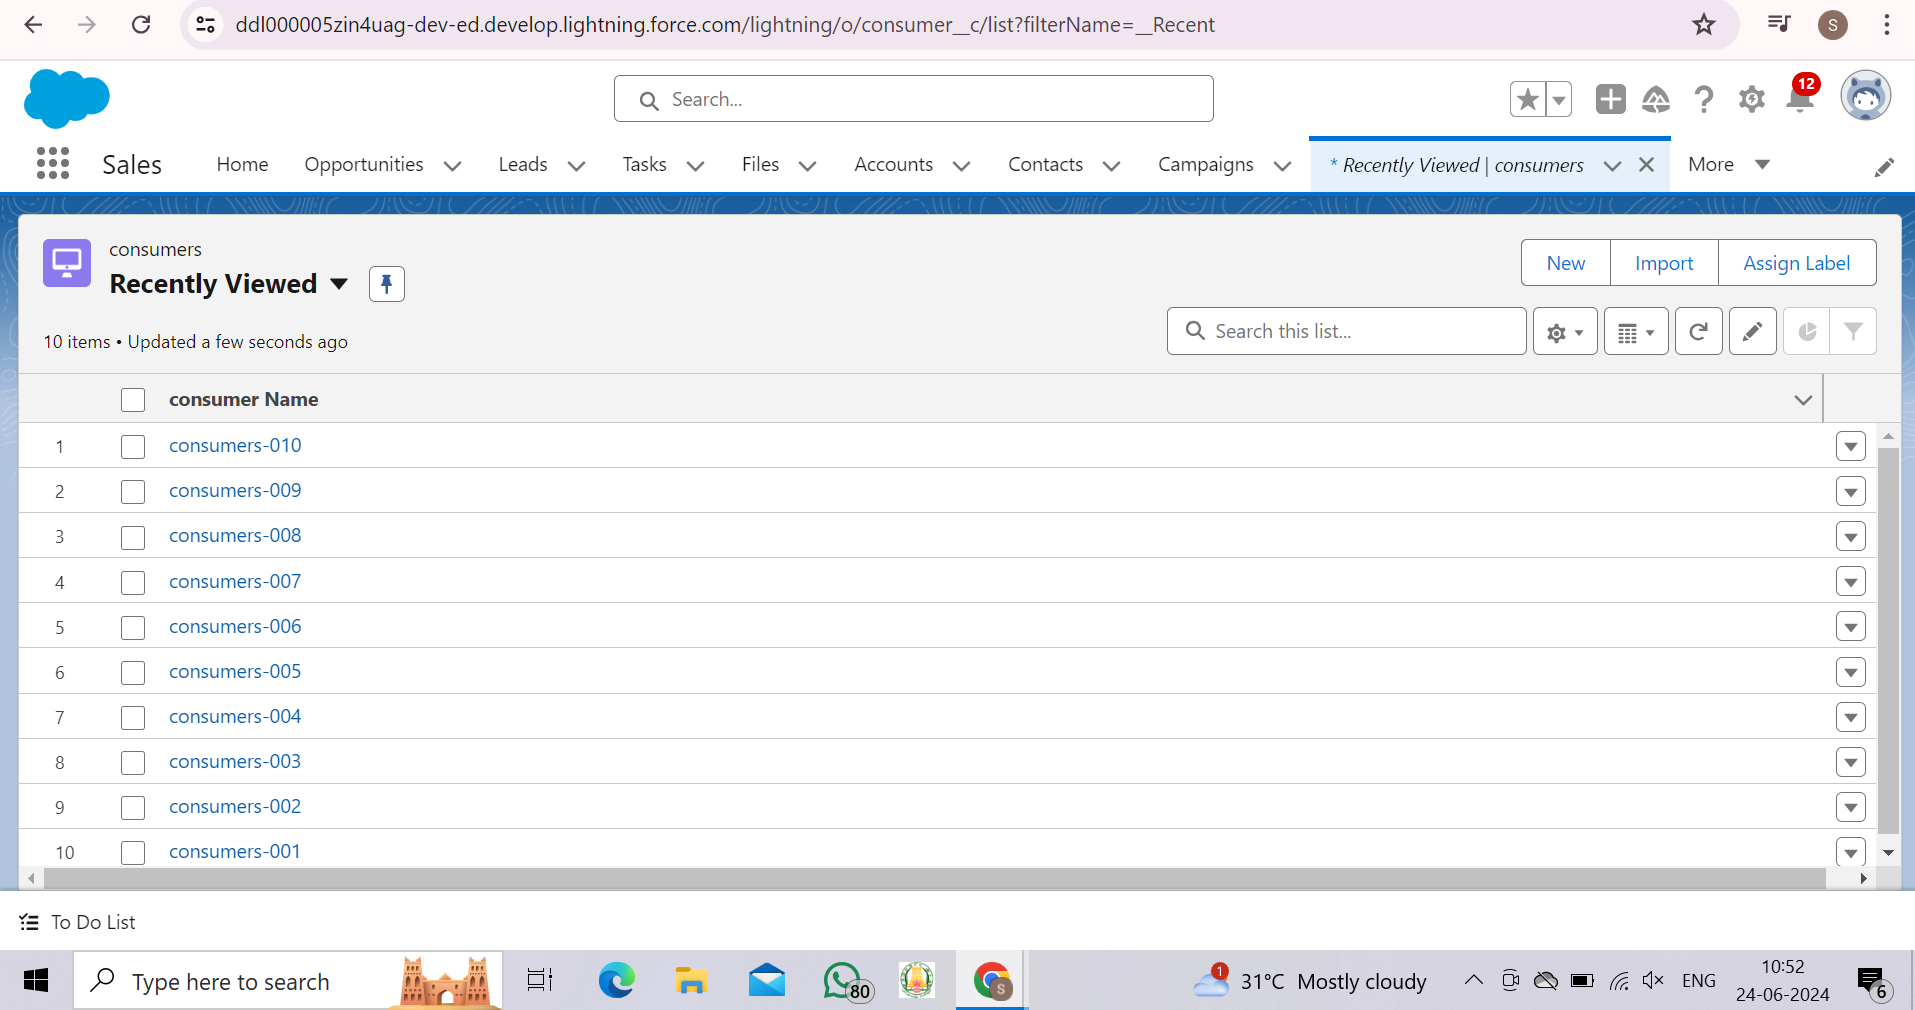 ddl000005zin4uag-dev-ed.develop.lightning.force.com/lightning/o/consumer__c/list?filterName=__Recent
S
Search...
12
Sales
Home
Opportunities
Leads
Tasks
Files
Accounts
Contacts
Campaigns
* Recently Viewed | consumers
More
consumers
Recently Viewed
New
Import
Assign Label
10 items • Updated a few seconds ago
Search this list...
consumer Name
1 consumers-010
2 consumers-009
3 consumers-008
4 consumers-007
5 consumers-006
6 consumers-005
7 consumers-004
8 consumers-003
9 consumers-002
10 consumers-001
To Do List
Type here to search
80
S
1
31°C Mostly cloudy
ENG
10:52
24-06-2024
6